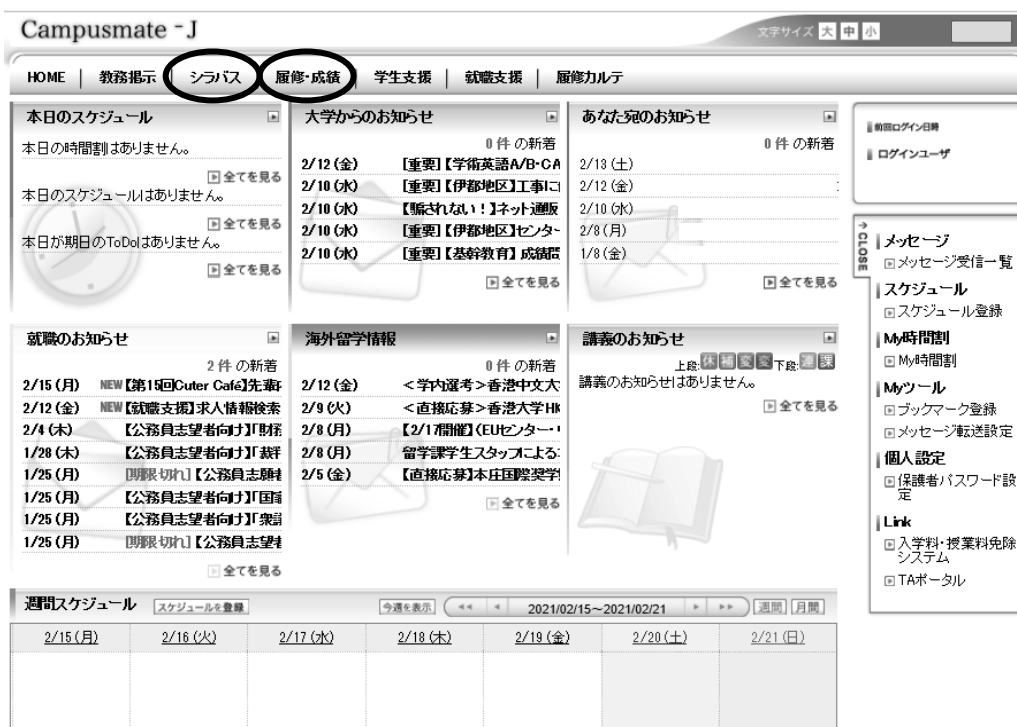 Campusmate-J
文字サイズ 大 中 小
HOME | 教務掲示 | シラバス | 履修・成績 | 学生支援 | 就職支援 | 履修カルテ
本日のスケジュール
本日の時間割はありません。
全てを見る
本日のスケジュールはありません。
全てを見る
本日が期日のToDoはありません。
全てを見る
大学からのお知らせ
0 件 の新着
2/12 (金) [重要]【学術英語A/B・CA
2/10 (水) [重要]【伊都地区】工事に
2/10 (水) 【騙されない！】ネット通販
2/10 (水) [重要]【伊都地区】センター
2/10 (水) [重要]【基幹教育】成績
全てを見る
あなた宛のお知らせ
0 件 の新着
2/13 (土)
2/12 (金)
2/10 (水)
2/8 (月)
1/8 (金)
全てを見る
就職のお知らせ
2 件 の新着
2/15 (月) NEW【第15回Cuter Café】先輩
2/12 (金) NEW【就職支援】求人情報検索
2/4 (木) 【公務員志望者向け】「財務
1/28 (木) 【公務員志望者向け】「裁
1/25 (月) [期限切れ]【公務員志願者
1/25 (月) 【公務員志望者向け】「国
1/25 (月) 【公務員志望者向け】「衆
1/25 (月) [期限切れ]【公務員志望者
全てを見る
海外留学情報
0 件 の新着
2/12 (金) ＜学内選考＞香港中文大
2/9 (火) ＜直接応募＞香港大学HK
2/8 (月) 【2/17開催】(EUセンター・
2/8 (月) 留学課学生スタッフによる
2/5 (金) 【直接応募】本庄国際奨学
全てを見る
講義のお知らせ
上段:休 補 変 変 下段:連 課
講義のお知らせはありません。
全てを見る
週間スケジュール スケジュールを登録 今週を表示 2021/02/15～2021/02/21 週間 月間
2/15 (月) 2/16 (火) 2/17 (水) 2/18 (木) 2/19 (金) 2/20 (土) 2/21 (日)
前回ログイン日時
ログインユーザ
CLOSE
メッセージ
メッセージ受信一覧
スケジュール
スケジュール登録
My時間割
My時間割
Myツール
ブックマーク登録
メッセージ転送設定
個人設定
保護者パスワード設
定
Link
入学料・授業料免除
システム
TAポータル